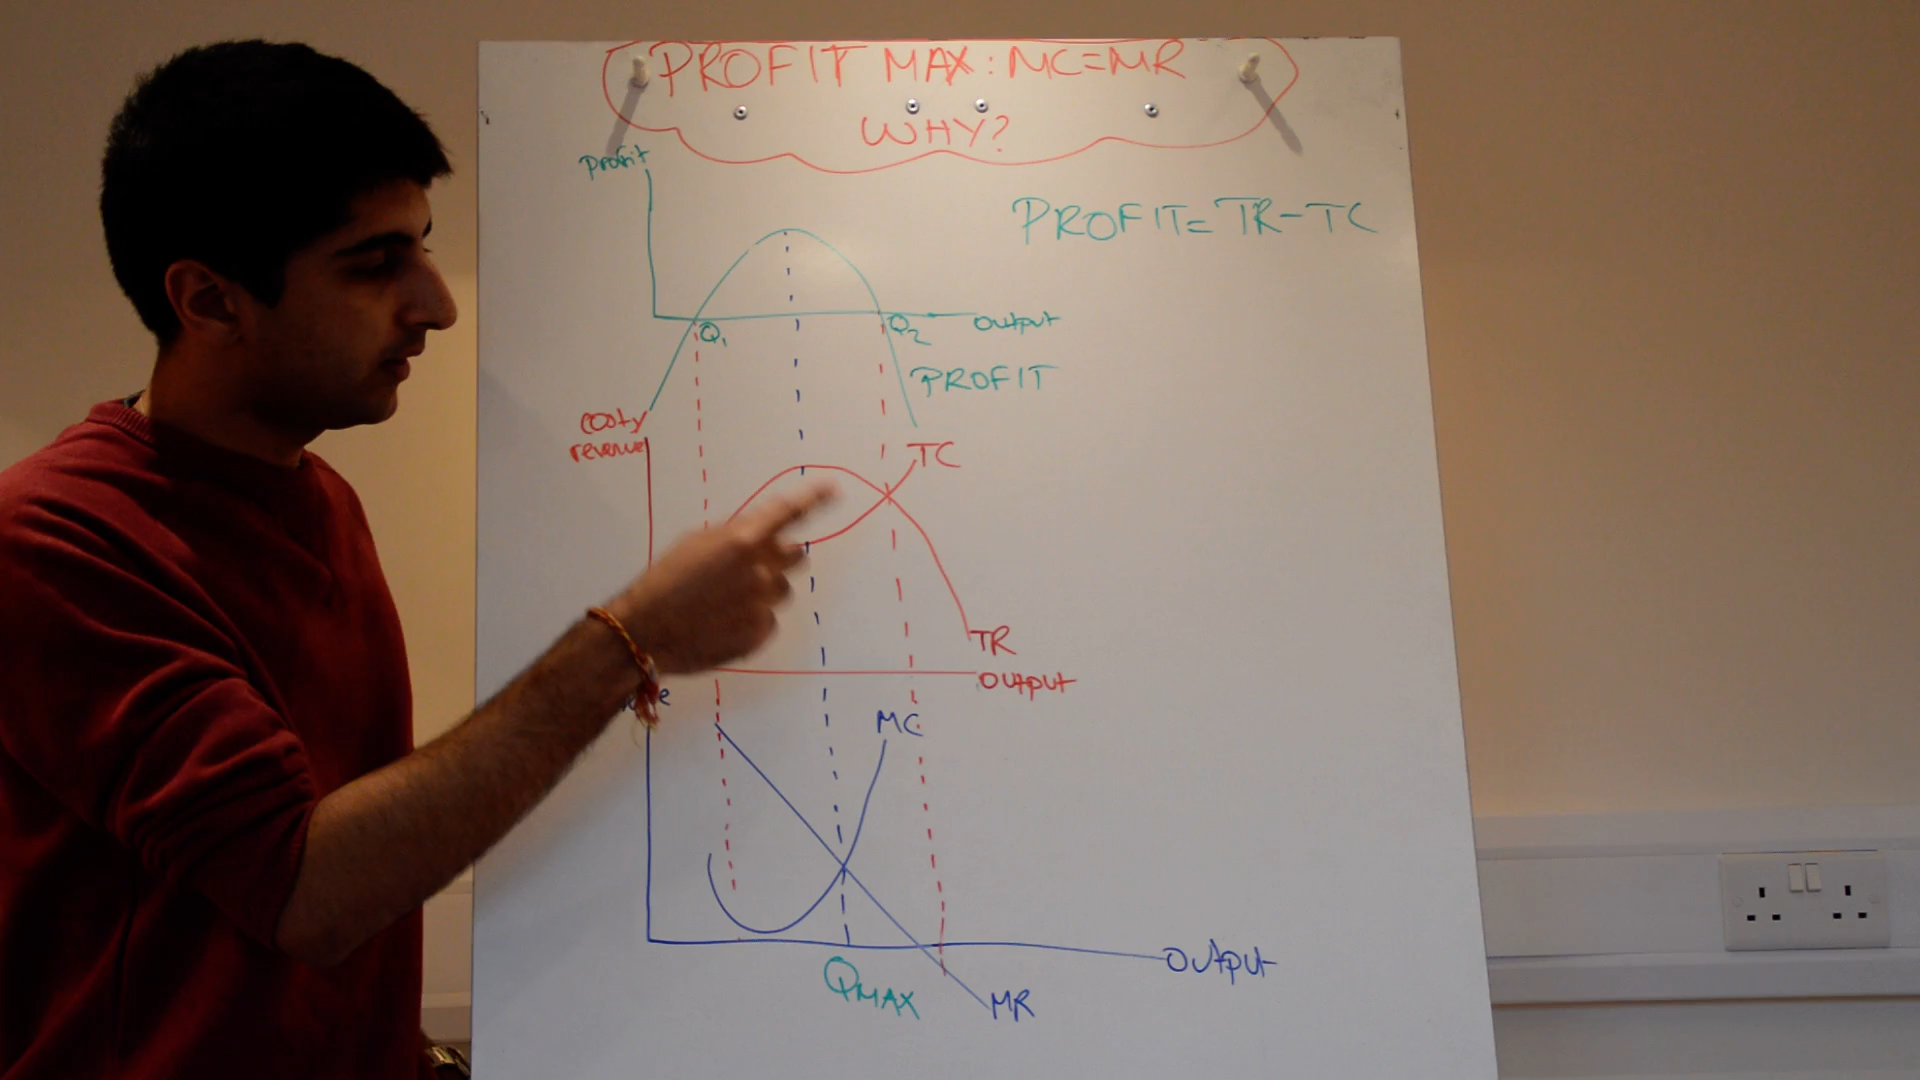 PROFIT MAX: MC=MR
WHY?
Profit
PROFIT= TR-TC
Q1
Q2
Output
PROFIT
Cost/
revenue
TC
TR
Output
MC
Output
QMAX
MR